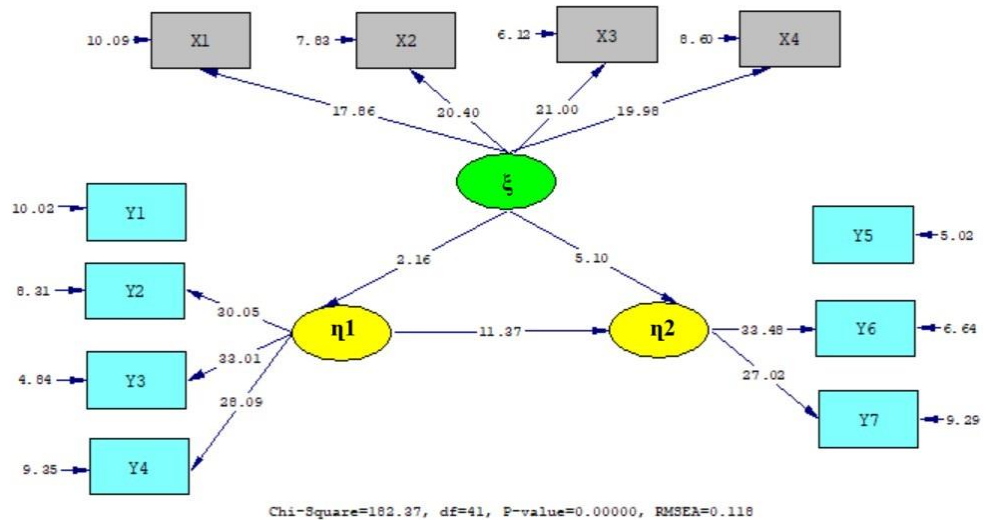 10.09 X1 7.83 X2 6.12 X3 8.60 X4
17.86 20.40 21.00 19.98
ξ
10.02 Y1 Y5 5.02
2.16 5.10
8.31 Y2 30.05 η1 11.37 η2 33.48 Y6 6.64
4.84 Y3 33.01 27.02
28.09 Y7 9.29
9.35 Y4
Chi-Square=182.37, df=41, P-value=0.00000, RMSEA=0.118